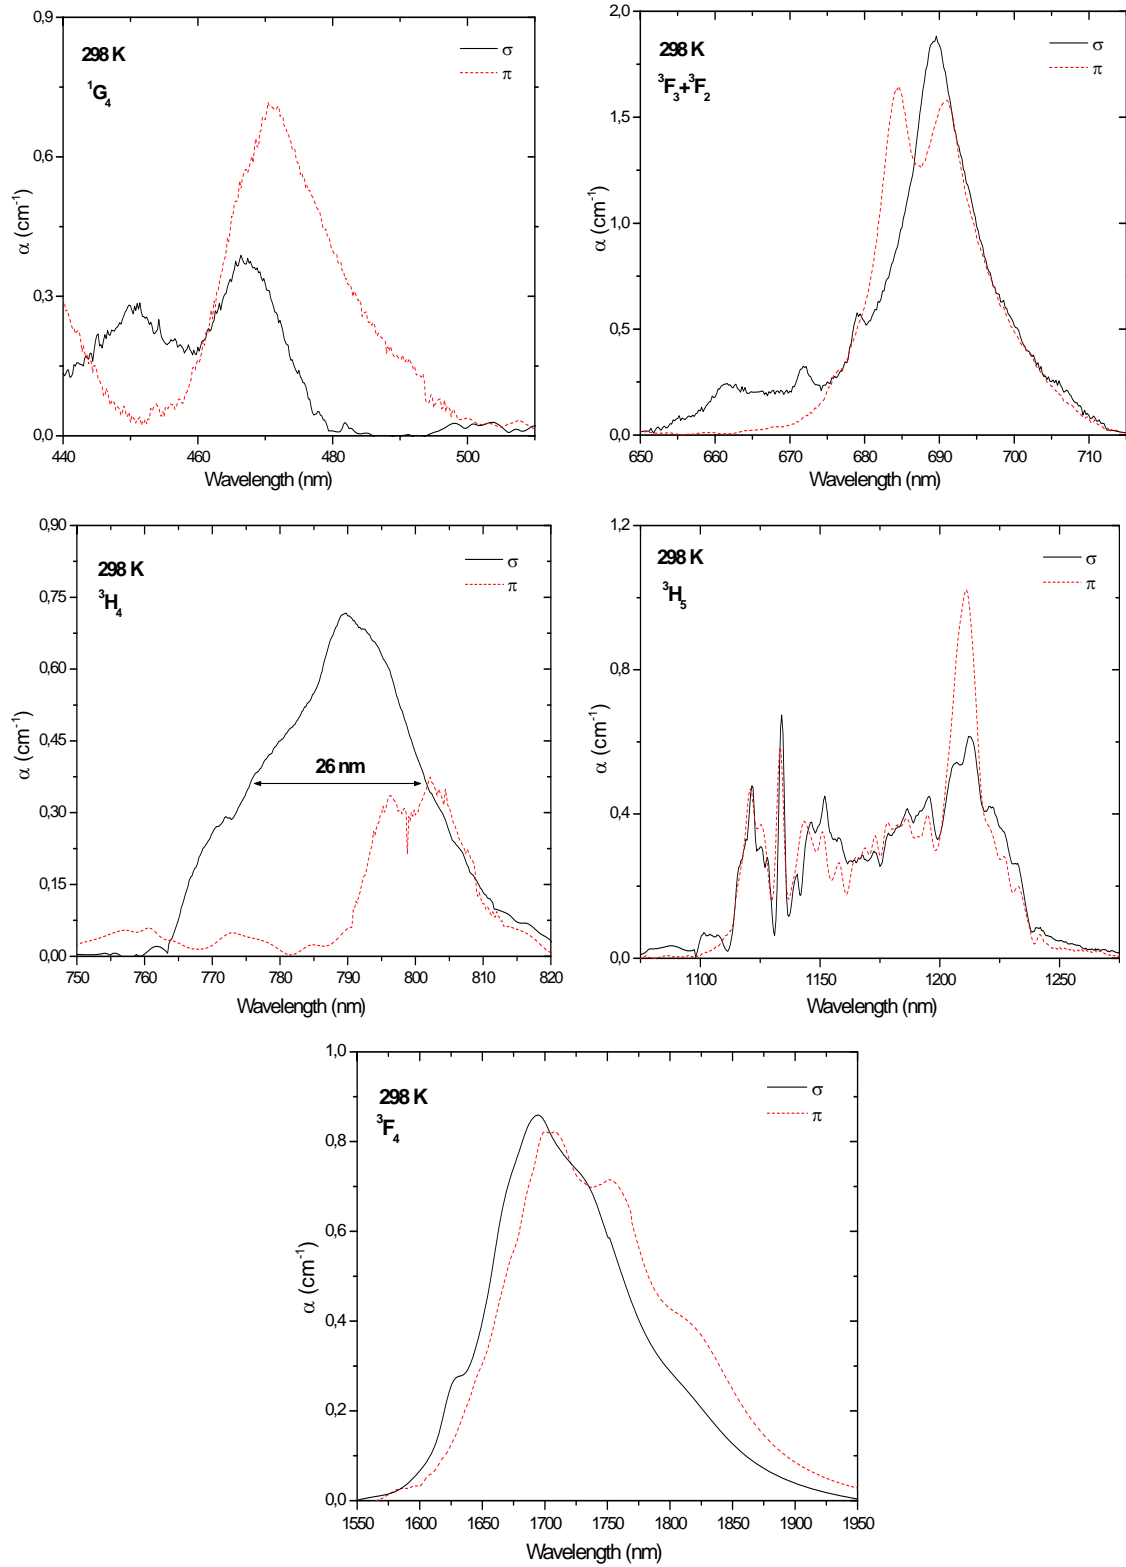 0,9
298 K
¹G₄
σ
π
0,6
0,3
0,0
α (cm⁻¹)
440 460 480 500
Wavelength (nm)
2,0
298 K
³F₃+³F₂
σ
π
1,5
1,0
0,5
0,0
α (cm⁻¹)
650 660 670 680 690 700 710
Wavelength (nm)
0,90
298 K
³H₄
σ
π
0,75
0,60
0,45
26 nm
0,30
0,15
0,00
α (cm⁻¹)
750 760 770 780 790 800 810 820
Wavelength (nm)
1,2
298 K
³H₅
σ
π
0,8
0,4
0,0
α (cm⁻¹)
1100 1150 1200 1250
Wavelength (nm)
1,0
298 K
³F₄
σ
π
0,8
0,6
0,4
0,2
0,0
α (cm⁻¹)
1550 1600 1650 1700 1750 1800 1850 1900 1950
Wavelength (nm)